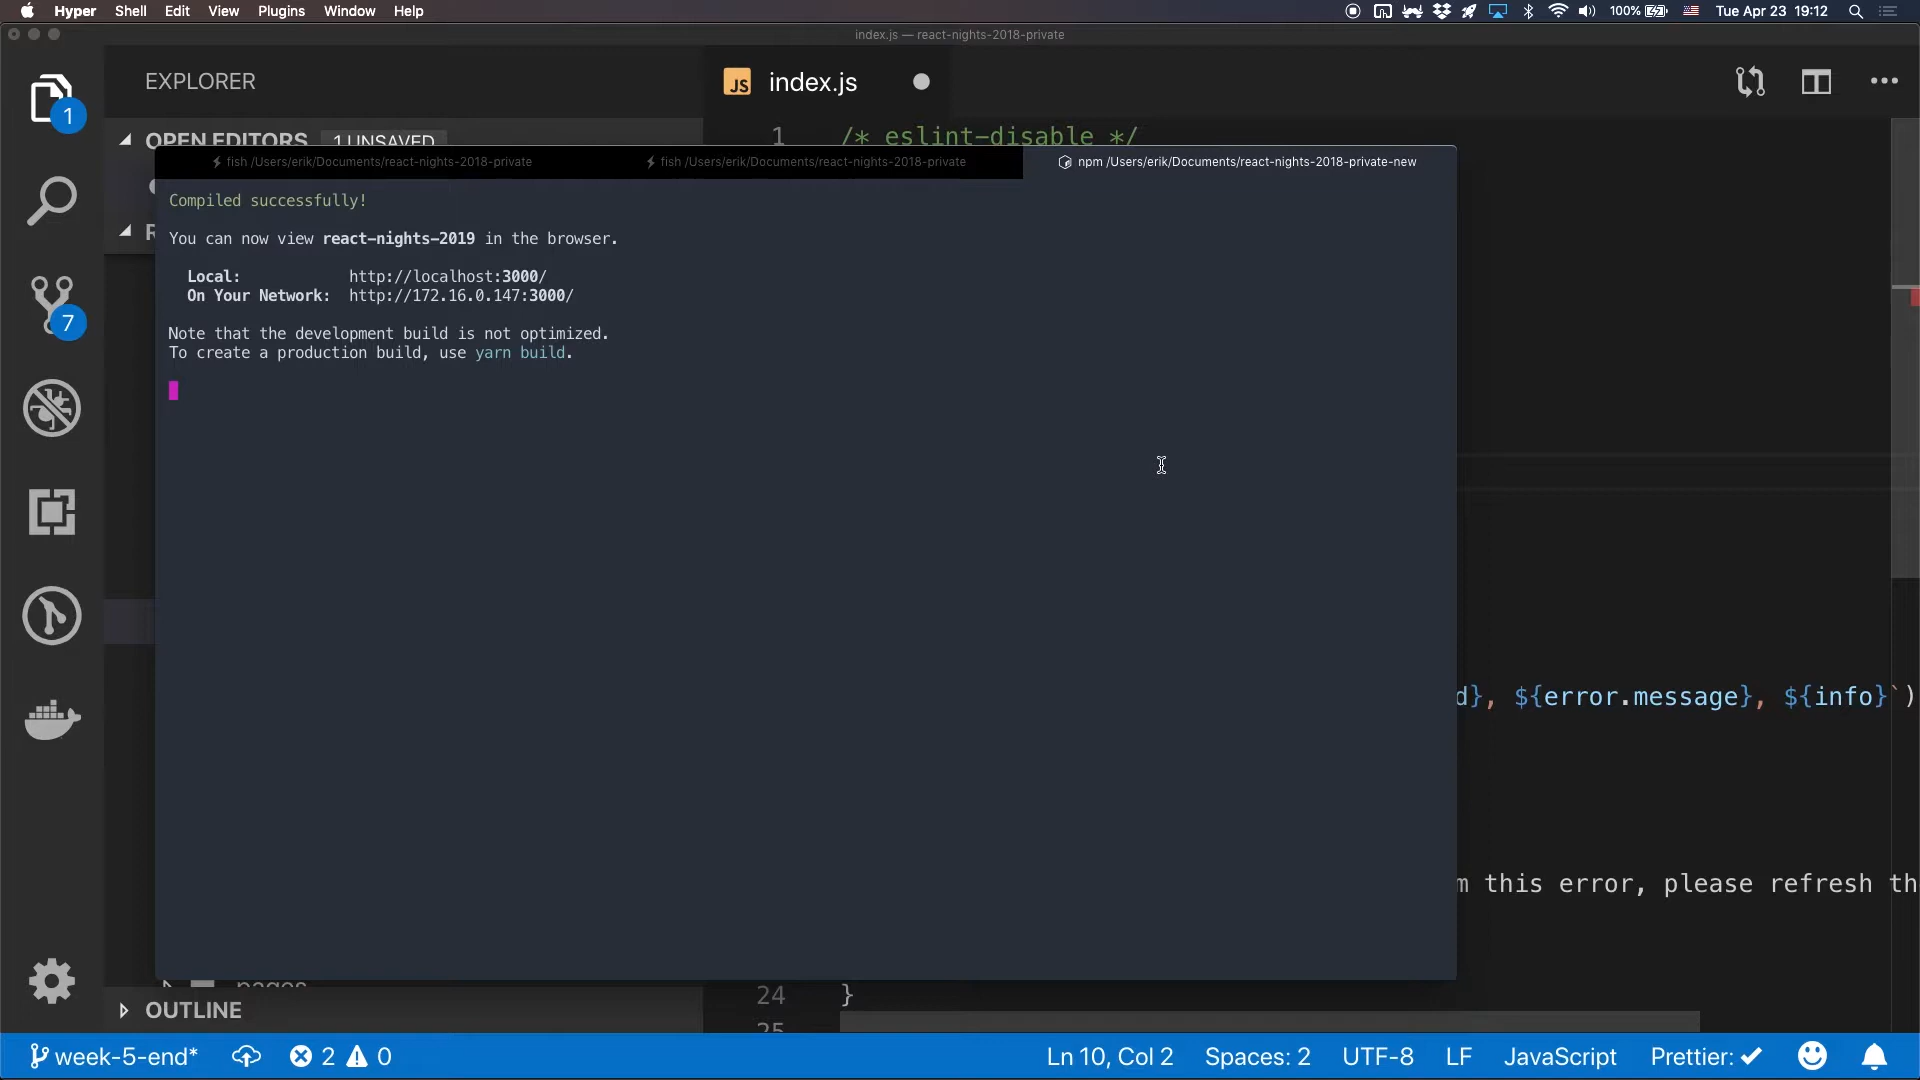 Hyper Shell Edit View Plugins Window Help
100% Tue Apr 23 19:12
index.js — react-nights-2018-private
EXPLORER
1
JS index.js
OPEN EDITORS 1 UNSAVED
1 /* eslint-disable */
fish /Users/erik/Documents/react-nights-2018-private
fish /Users/erik/Documents/react-nights-2018-private
npm /Users/erik/Documents/react-nights-2018-private-new
Compiled successfully!
You can now view react-nights-2019 in the browser.
Local: http://localhost:3000/
On Your Network: http://172.16.0.147:3000/
7
Note that the development build is not optimized.
To create a production build, use yarn build.
d}, ${error.message}, ${info}`)
m this error, please refresh th
pages
24 }
OUTLINE
25
week-5-end* 2 0 Ln 10, Col 2 Spaces: 2 UTF-8 LF JavaScript Prettier: ✓